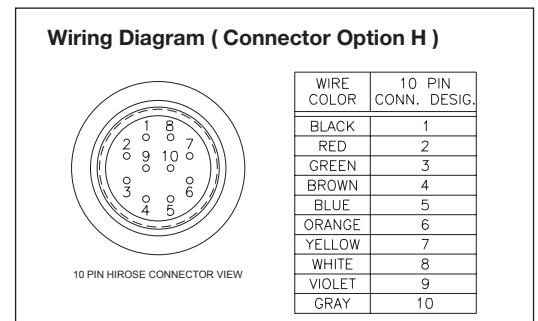 Wiring Diagram ( Connector Option H )
1 8
2 7
9 10
3 6
4 5
10 PIN HIROSE CONNECTOR VIEW
WIRE COLOR 10 PIN CONN. DESIG.
BLACK 1
RED 2
GREEN 3
BROWN 4
BLUE 5
ORANGE 6
YELLOW 7
WHITE 8
VIOLET 9
GRAY 10